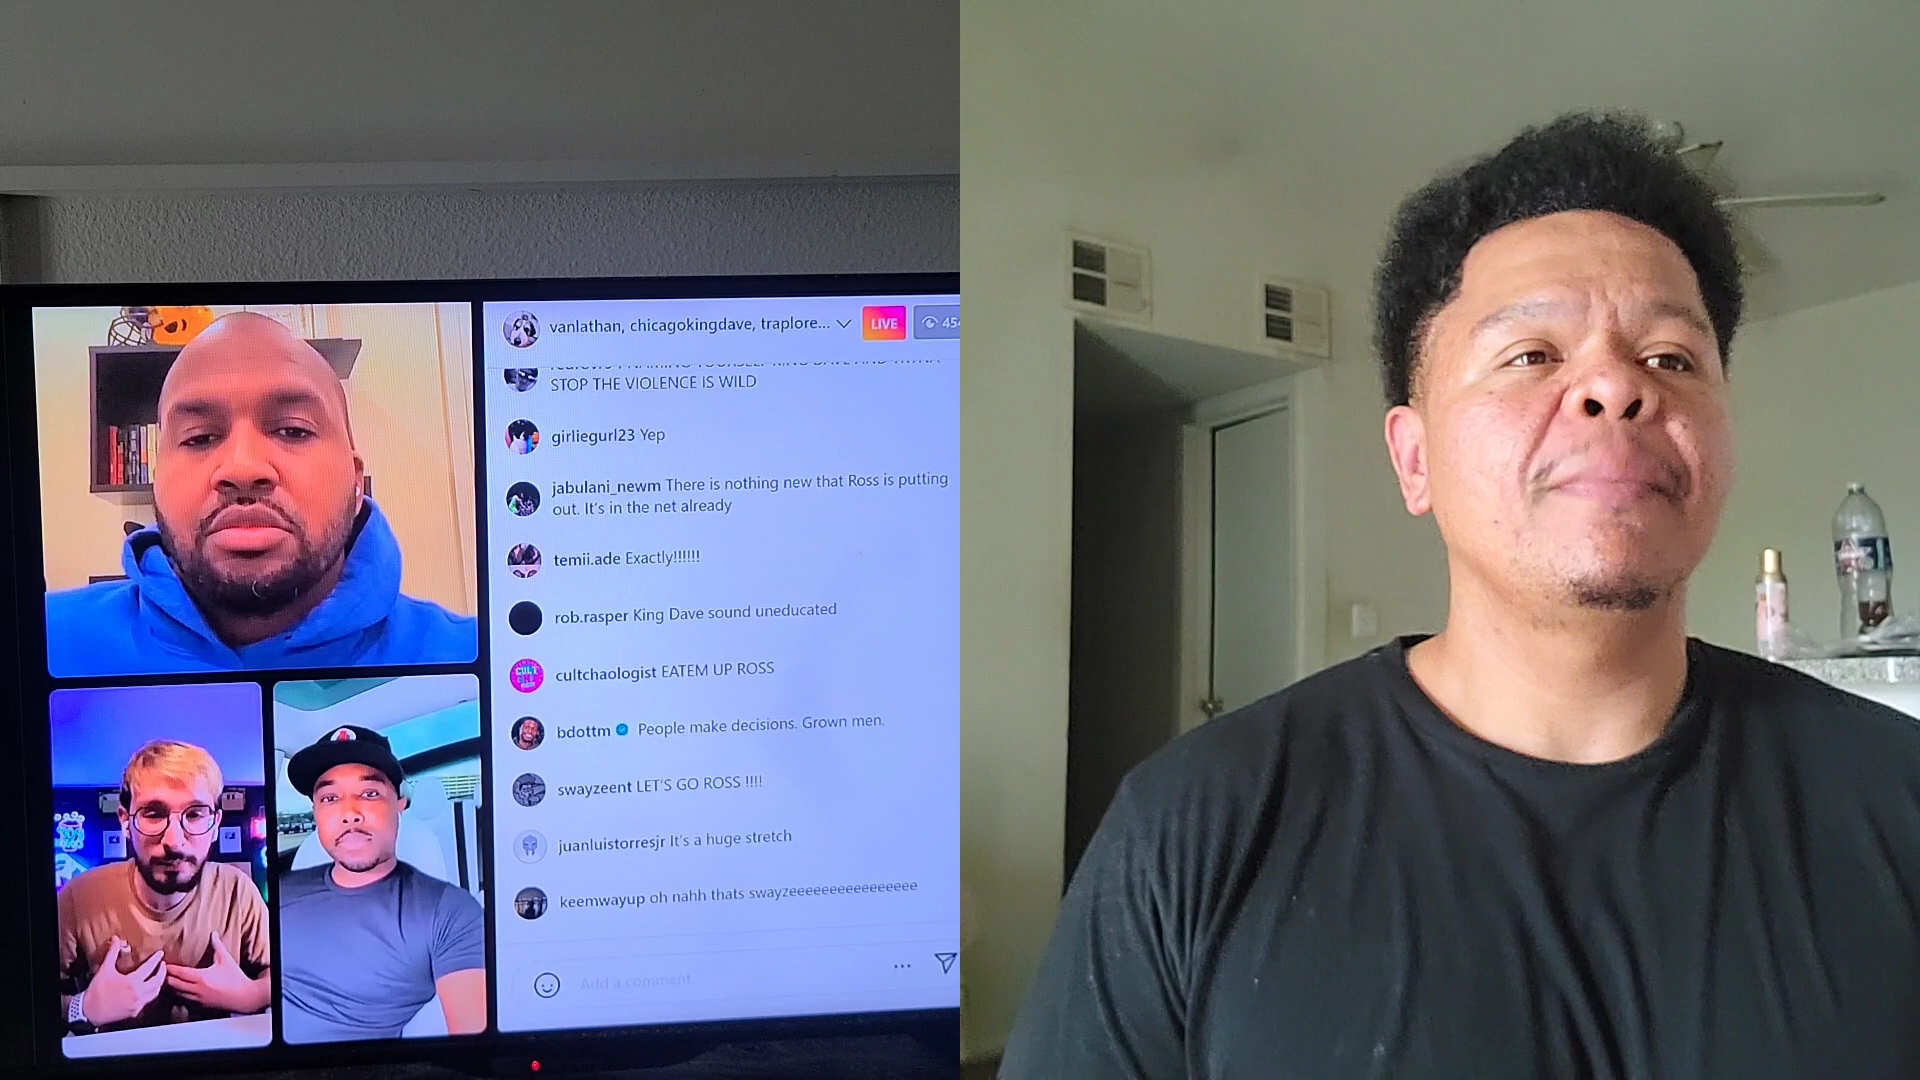 vanlathan, chicagokingdave, traplore...
LIVE
454
STOP THE VIOLENCE IS WILD
girliegurl23 Yep
jabulani_newm There is nothing new that Ross is putting
out. It's in the net already
temii.ade Exactly!!!!!!
rob.rasper King Dave sound uneducated
cultchaologist EATEM UP ROSS
bdottm People make decisions. Grown men.
swayzeent LET'S GO ROSS !!!!
juanluistorresjr It's a huge stretch
keemwayup oh nahh thats swayzeeeeeeeeeeeeeeee
Add a comment